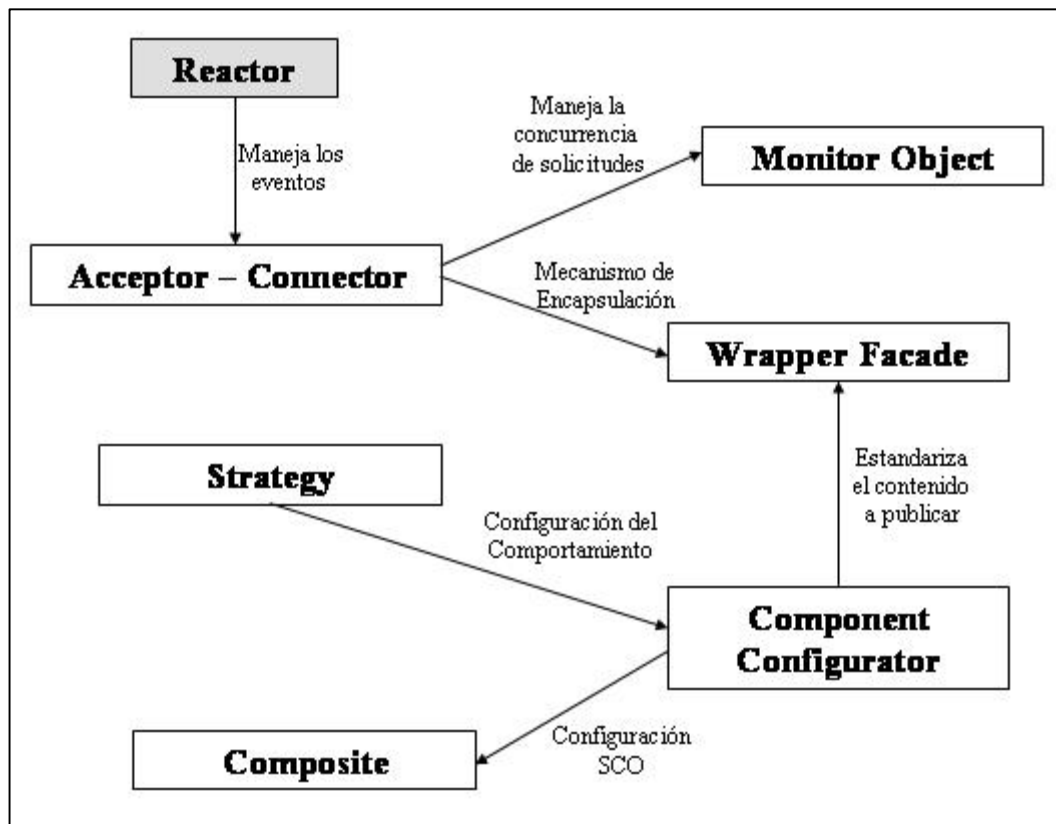 Reactor
Maneja los
eventos
Maneja la
concurrencia
de solicitudes
Monitor Object
Acceptor – Connector
Mecanismo de
Encapsulación
Wrapper Facade
Strategy
Estandariza
el contenido
a publicar
Configuración del
Comportamiento
Component
Configurator
Configuración
SCO
Composite